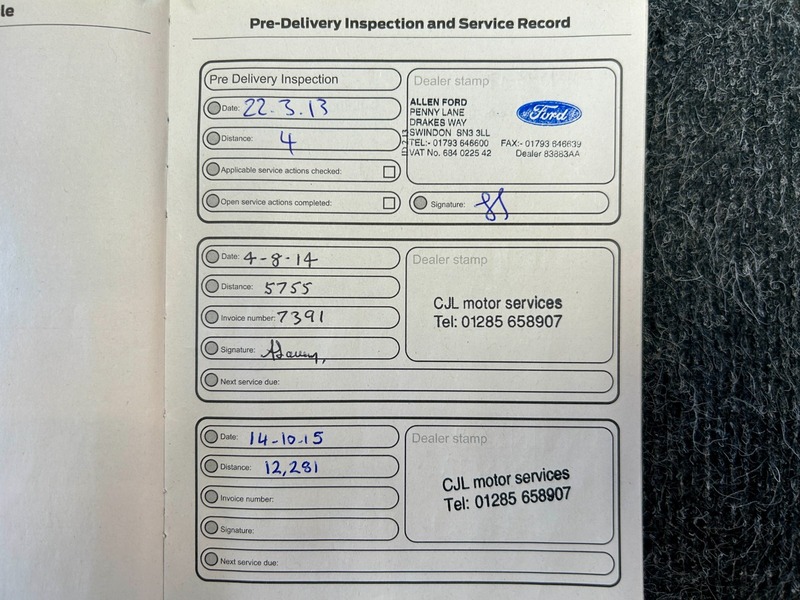 le
Pre-Delivery Inspection and Service Record
Pre Delivery Inspection
Date: 22.3.13
Distance: 4
Applicable service actions checked:
Open service actions completed:
Dealer stamp
ALLEN FORD
PENNY LANE
DRAKES WAY
SWINDON SN3 3LL
TEL:- 01793 646600 FAX:- 01793 646639
VAT No. 684 0225 42 Dealer 83883AA
Ford
Signature:
Date: 4-8-14
Distance: 5755
Invoice number: 7391
Signature:
Next service due:
Dealer stamp
CJL motor services
Tel: 01285 658907
Date: 14-10.15
Distance: 12,281
Invoice number:
Signature:
Next service due:
Dealer stamp
CJL motor services
Tel: 01285 658907